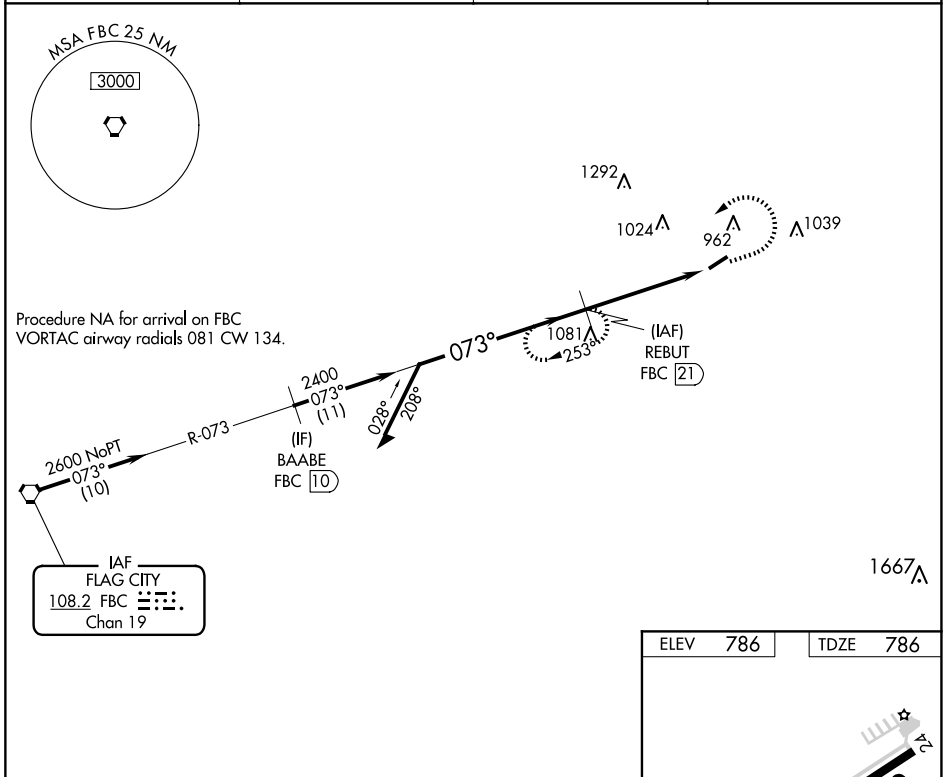 MSA FBC 25 NM
3000
1292
1024
962
1039
Procedure NA for arrival on FBC
VORTAC airway radials 081 CW 134.
1081
253°
(IAF)
REBUT
FBC 21
073°
2400
073°
(11)
028°
208°
R-073
(IF)
BAABE
FBC 10
2600 NoPT
073°
(10)
IAF
FLAG CITY
108.2 FBC
Chan 19
1667
ELEV 786
TDZE 786
24